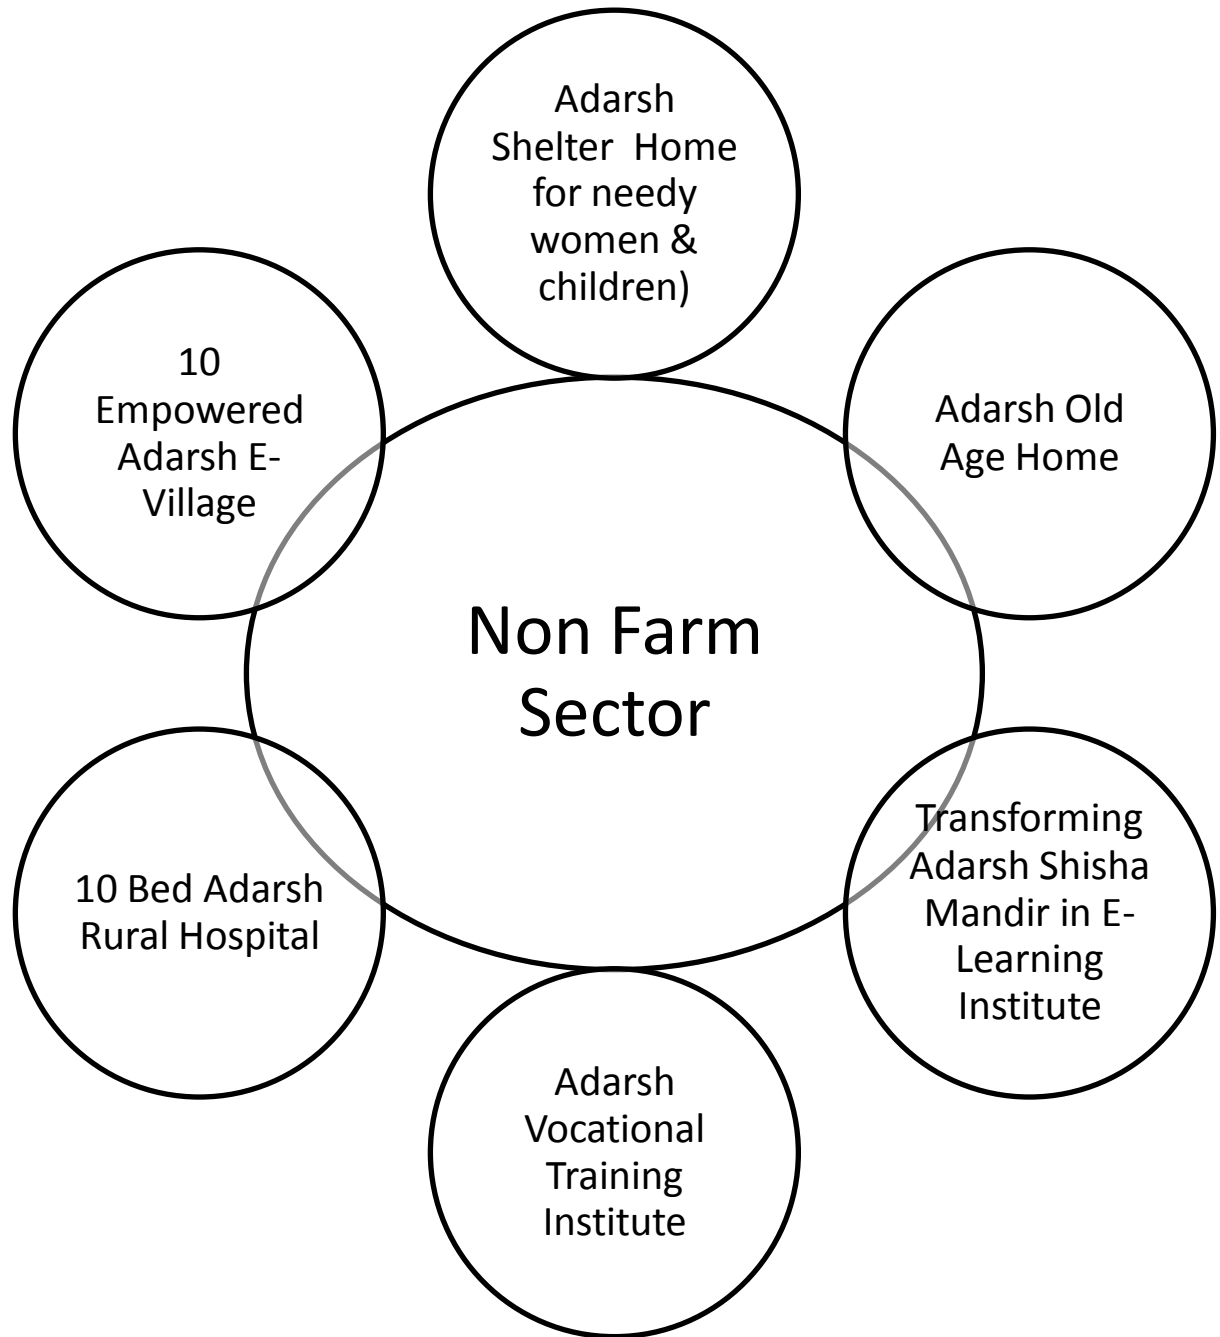 Adarsh
Shelter Home
for needy
women &
children)
10
Empowered
Adarsh E-
Village
Adarsh Old
Age Home
Non Farm
Sector
10 Bed Adarsh
Rural Hospital
Transforming
Adarsh Shisha
Mandir in E-
Learning
Institute
Adarsh
Vocational
Training
Institute